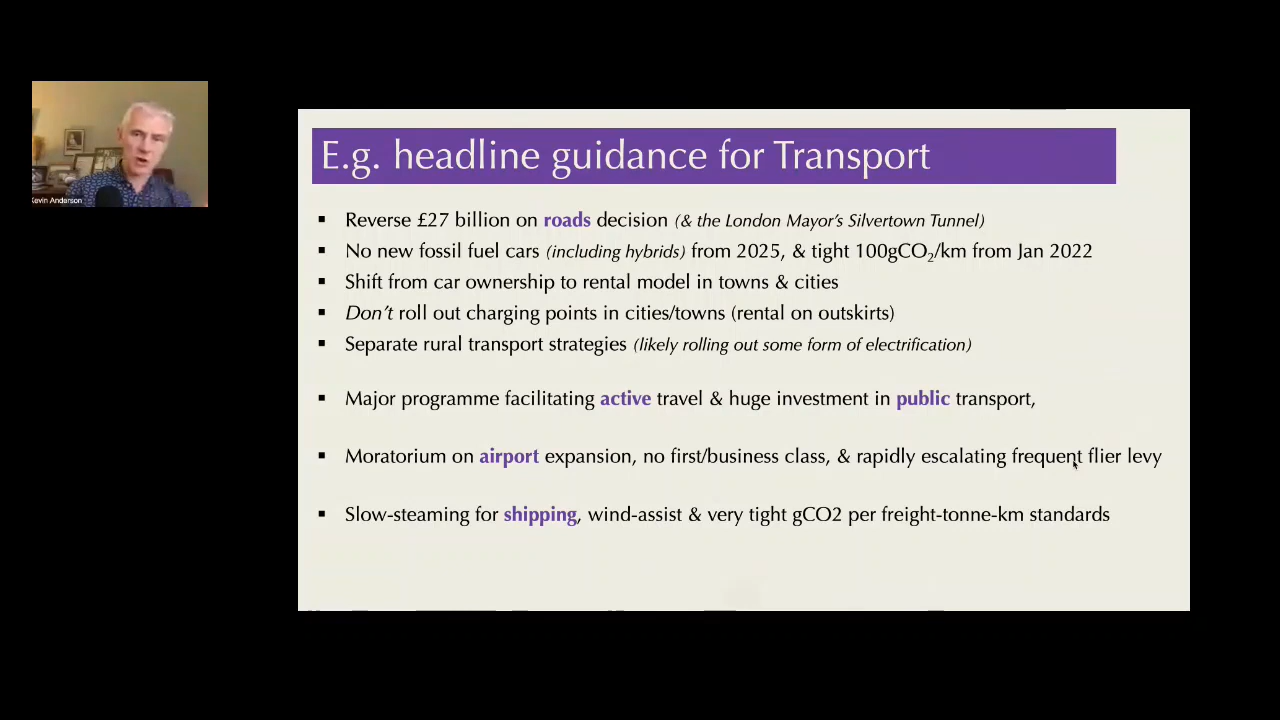 Kevin Anderson
E.g. headline guidance for Transport
▪ Reverse £27 billion on roads decision (& the London Mayor's Silvertown Tunnel)
▪ No new fossil fuel cars (including hybrids) from 2025, & tight 100gCO₂/km from Jan 2022
▪ Shift from car ownership to rental model in towns & cities
▪ Don't roll out charging points in cities/towns (rental on outskirts)
▪ Separate rural transport strategies (likely rolling out some form of electrification)
▪ Major programme facilitating active travel & huge investment in public transport,
▪ Moratorium on airport expansion, no first/business class, & rapidly escalating frequent flier levy
▪ Slow-steaming for shipping, wind-assist & very tight gCO2 per freight-tonne-km standards